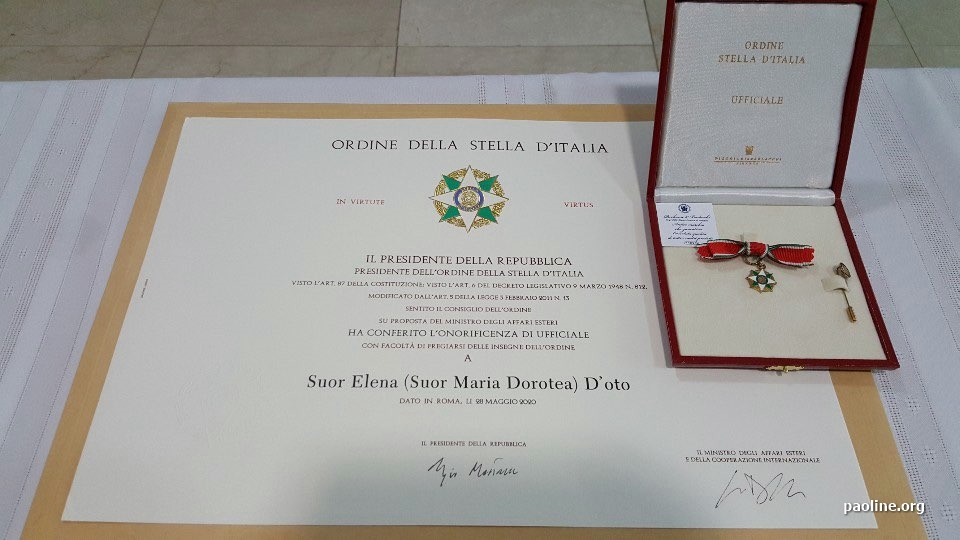 ORDINE
STELLA D'ITALIA
UFFICIALE
ORDINE DELLA STELLA D'ITALIA
IN VIRTUTE
VIRTUS
IL PRESIDENTE DELLA REPUBBLICA
PRESIDENTE DELL'ORDINE DELLA STELLA D'ITALIA
VISTO L'ART. 87 DELLA COSTITUZIONE; VISTO L'ART. 6 DEL DECRETO LEGISLATIVO 9 MARZO 1948 N. 812,
MODIFICATO DALL'ART. 5 DELLA LEGGE 3 FEBBRAIO 2011 N. 13
SENTITO IL CONSIGLIO DELL'ORDINE
SU PROPOSTA DEL MINISTRO DEGLI AFFARI ESTERI
HA CONFERITO L'ONORIFICENZA DI UFFICIALE
CON FACOLTÀ DI FREGIARSI DELLE INSEGNE DELL'ORDINE
A
Suor Elena (Suor Maria Dorotea) D'oto
DATO IN ROMA, LI 28 MAGGIO 2020
IL PRESIDENTE DELLA REPUBBLICA
IL MINISTRO DEGLI AFFARI ESTERI
E DELLA COOPERAZIONE INTERNAZIONALE
paoline.org